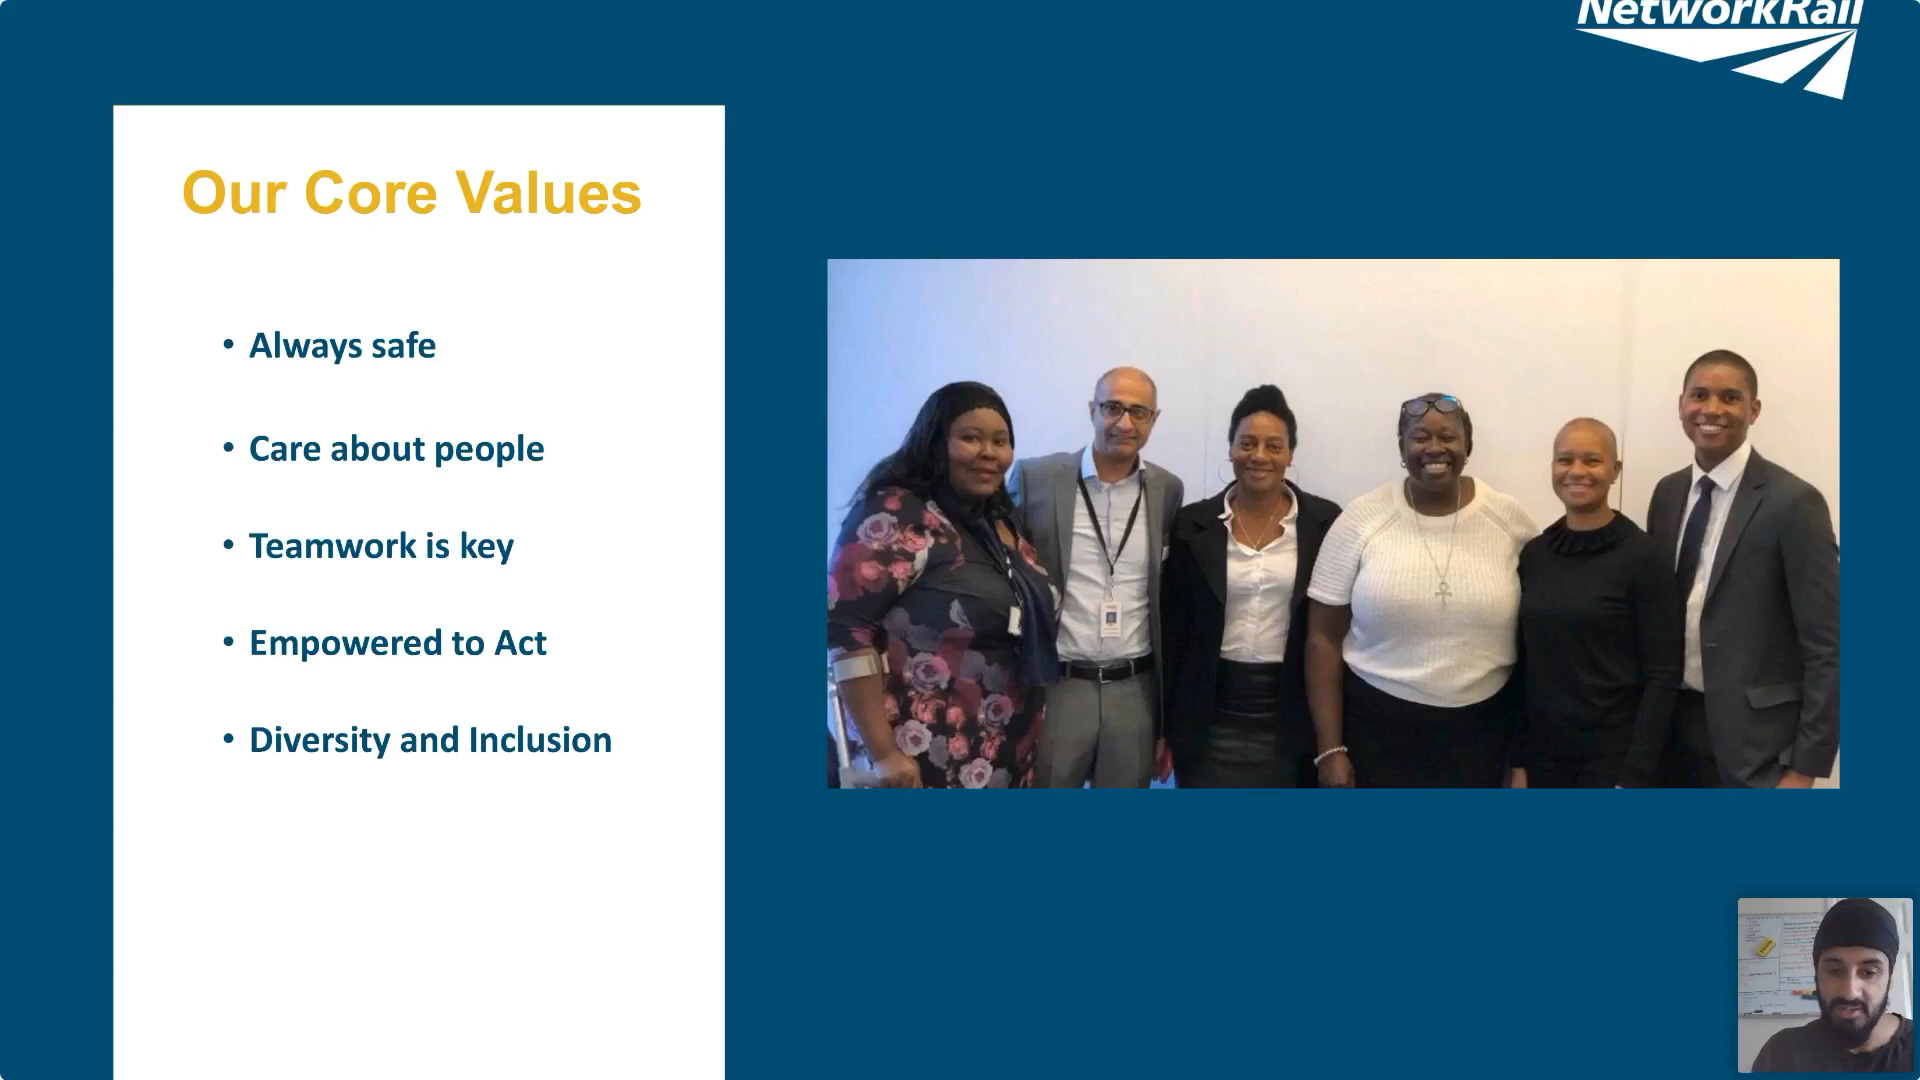 NetworkRail
Our Core Values
• Always safe
• Care about people
• Teamwork is key
• Empowered to Act
• Diversity and Inclusion